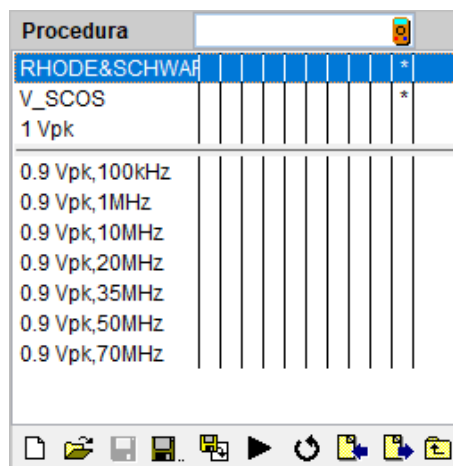 Procedura
RHODE&SCHWAR *
V_SCOS *
1 Vpk
0.9 Vpk,100kHz
0.9 Vpk,1MHz
0.9 Vpk,10MHz
0.9 Vpk,20MHz
0.9 Vpk,35MHz
0.9 Vpk,50MHz
0.9 Vpk,70MHz